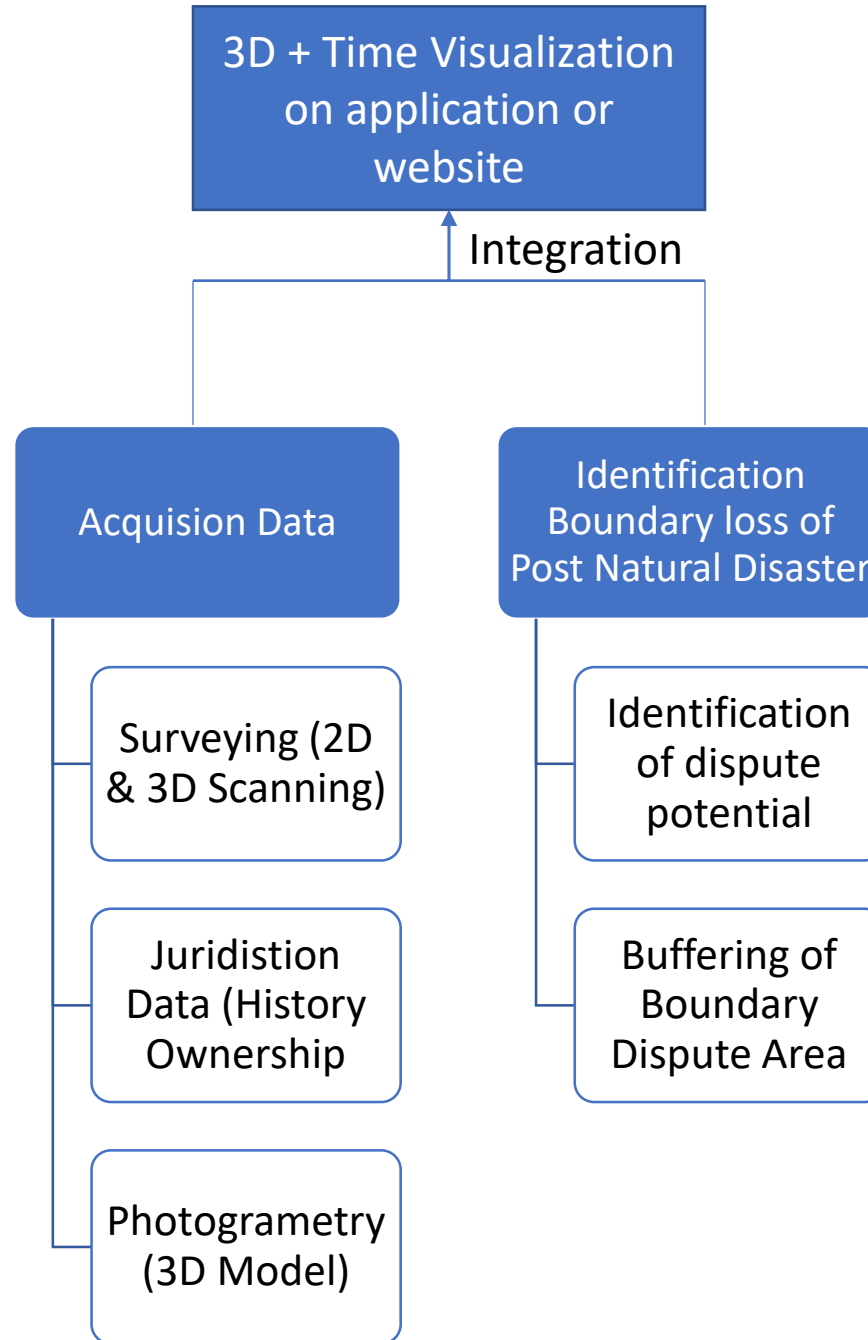 3D + Time Visualization
on application or
website
Integration
Acquision Data
Identification
Boundary loss of
Post Natural Disaster
Surveying (2D
& 3D Scanning)
Identification
of dispute
potential
Juridistion
Data (History
Ownership
Buffering of
Boundary
Dispute Area
Photogrametry
(3D Model)